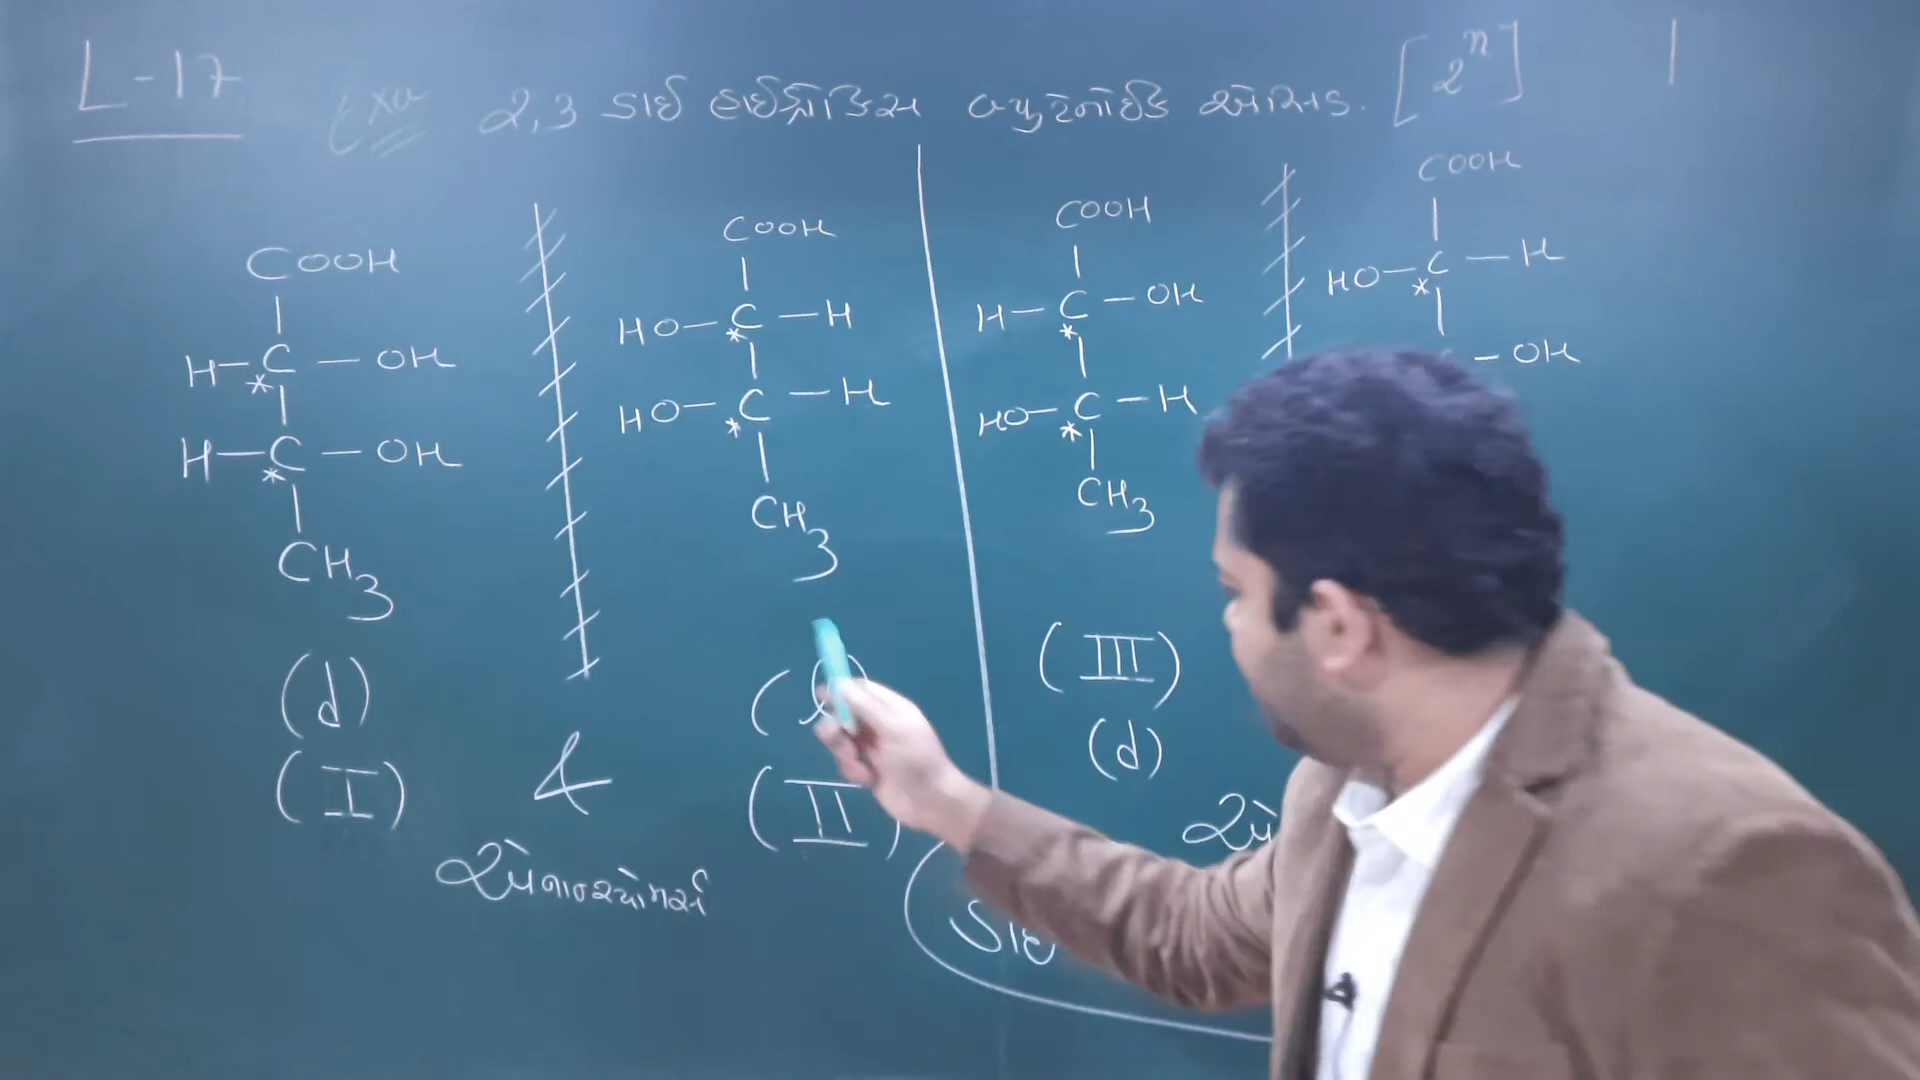 L-17
Exa 2,3 ડાઈ હાઈડ્રોક્સિ બ્યુટેનોઈક એસિડ. [2ⁿ]
COOH
H-C*-OH
H-C*-OH
CH3
(d)
(I)
COOH
HO-C*-H
HO-C*-H
CH3
(l)
(II)
એનાન્સ્યોમર્સ
COOH
H-C*-OH
HO-C*-H
CH3
(III)
(d)
COOH
HO-C*-H
-OH
ડાઈ